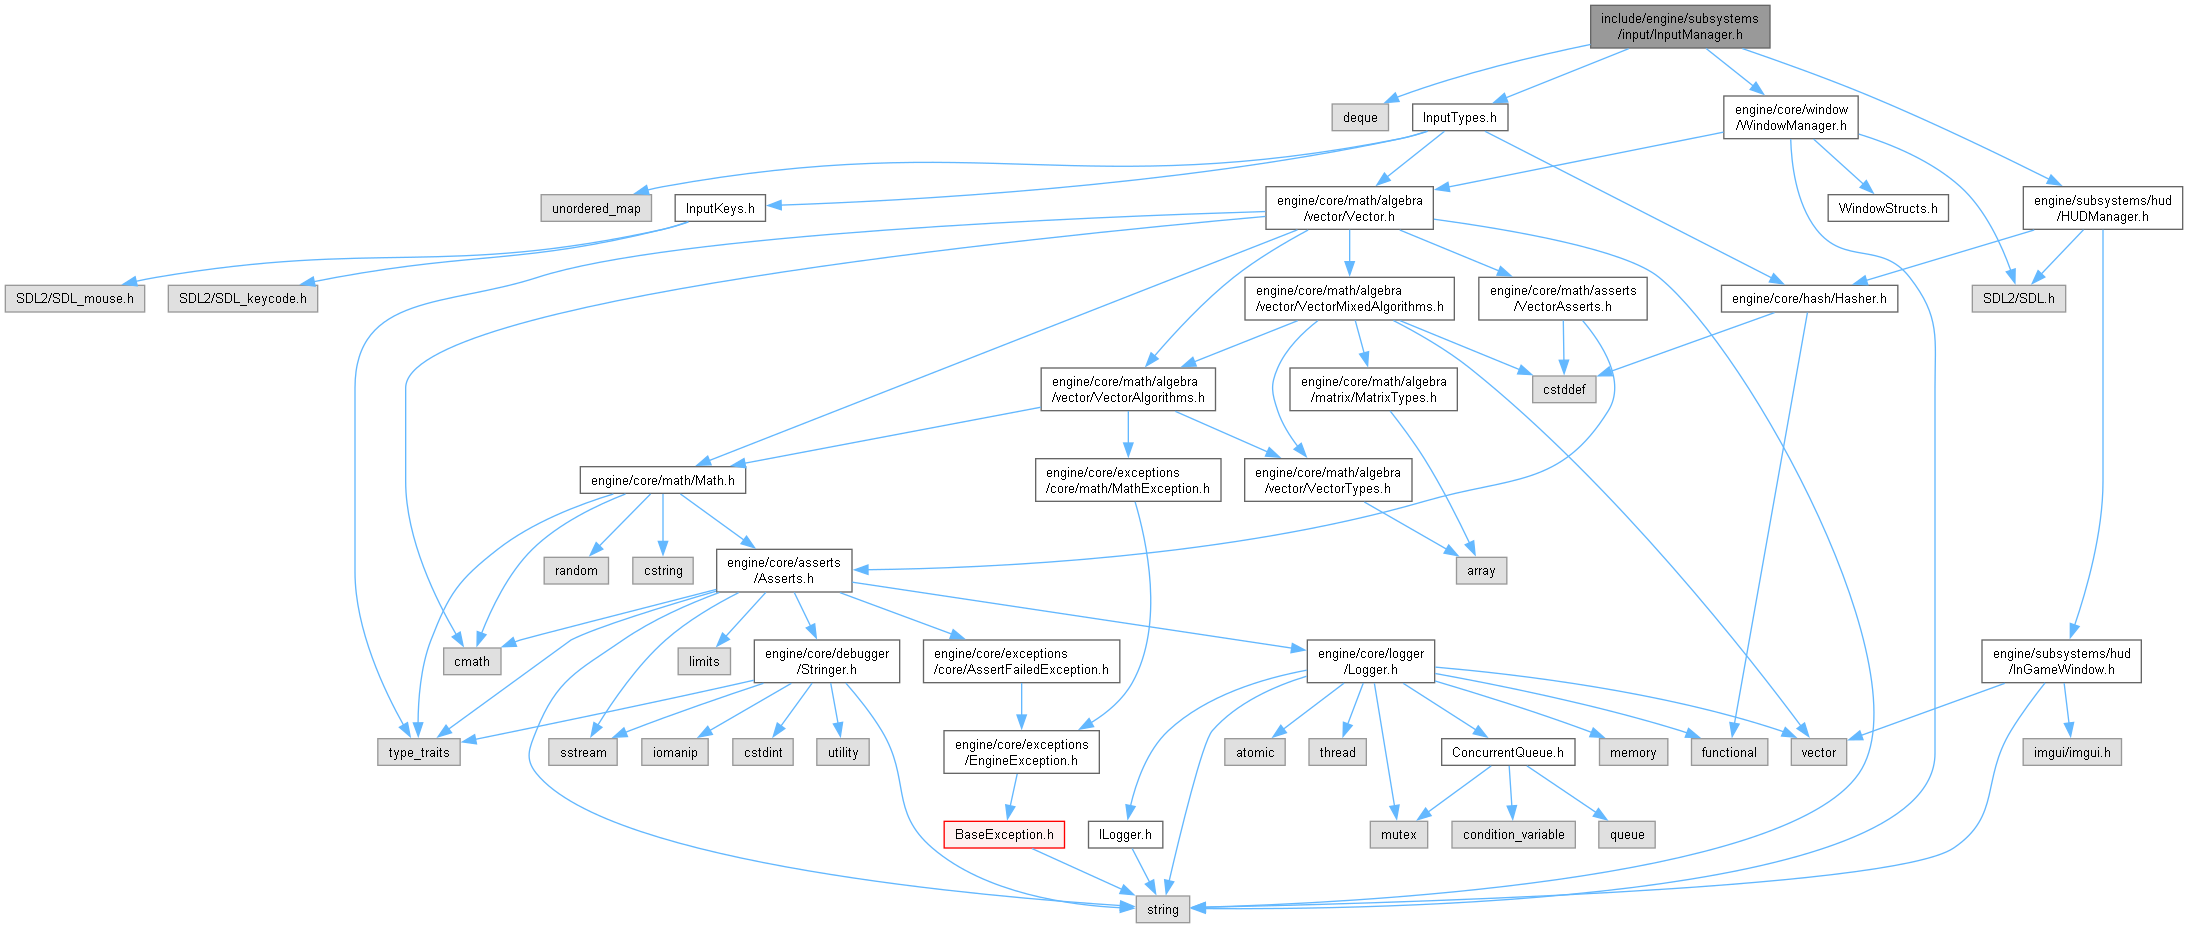 include/engine/subsystems
/input/InputManager.h
deque
InputTypes.h
engine/core/window
/WindowManager.h
unordered_map
InputKeys.h
engine/core/math/algebra
/vector/Vector.h
WindowStructs.h
engine/subsystems/hud
/HUDManager.h
SDL2/SDL_mouse.h
SDL2/SDL_keycode.h
engine/core/math/algebra
/vector/VectorMixedAlgorithms.h
engine/core/math/asserts
/VectorAsserts.h
engine/core/hash/Hasher.h
SDL2/SDL.h
engine/core/math/algebra
/vector/VectorAlgorithms.h
engine/core/math/algebra
/matrix/MatrixTypes.h
cstddef
engine/core/math/Math.h
engine/core/exceptions
/core/math/MathException.h
engine/core/math/algebra
/vector/VectorTypes.h
random
cstring
engine/core/asserts
/Asserts.h
array
cmath
limits
engine/core/debugger
/Stringer.h
engine/core/exceptions
/core/AssertFailedException.h
engine/core/logger
/Logger.h
engine/subsystems/hud
/InGameWindow.h
type_traits
sstream
iomanip
cstdint
utility
engine/core/exceptions
/EngineException.h
atomic
thread
ConcurrentQueue.h
memory
functional
vector
imgui/imgui.h
BaseException.h
ILogger.h
mutex
condition_variable
queue
string